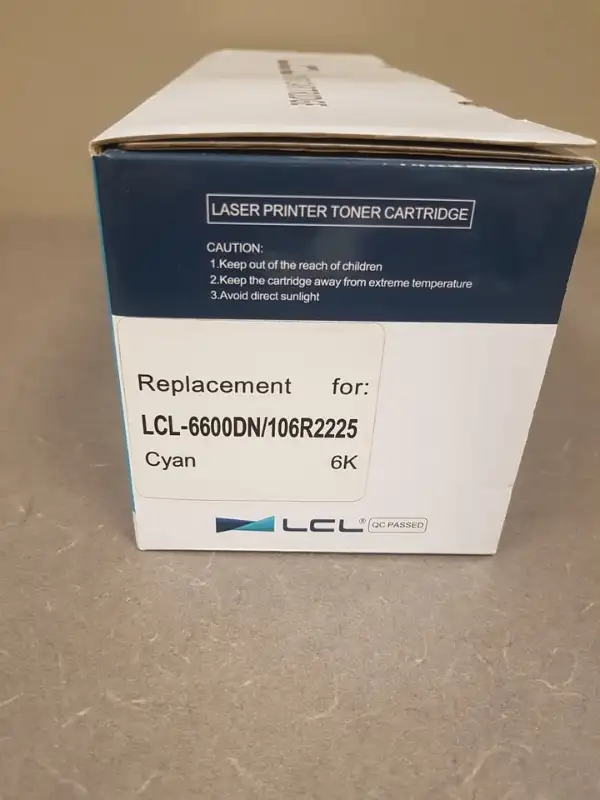 LASER PRINTER TONER CARTRIDGE
CAUTION:
1.Keep out of the reach of children
2.Keep the cartridge away from extreme temperature
3.Avoid direct sunlight
Replacement for:
LCL-6600DN/106R2225
Cyan 6K
LCL® QC PASSED